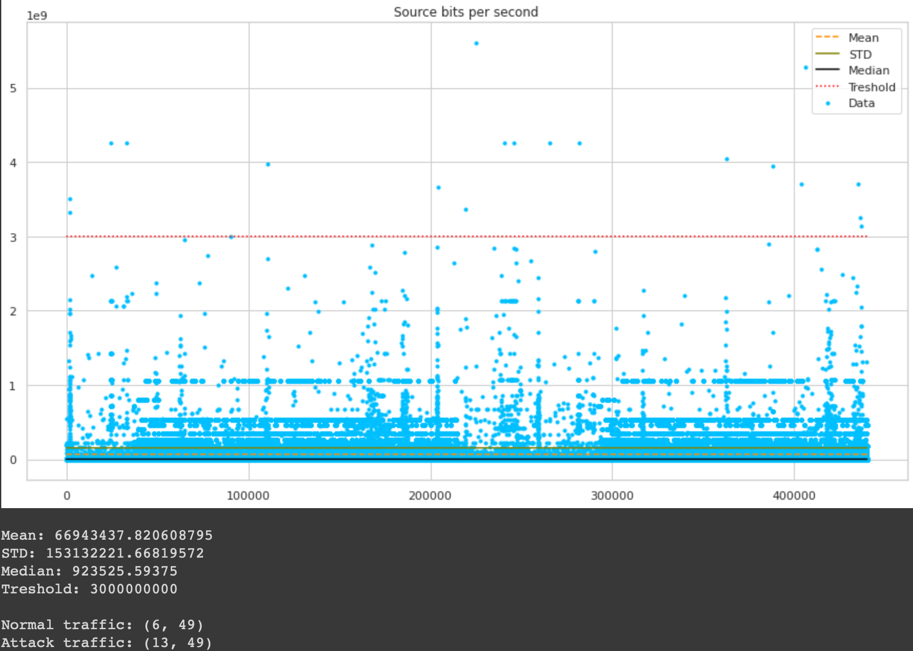 Source bits per second
1e9
Mean
STD
Median
Treshold
Data
5
4
3
2
1
0
0 100000 200000 300000 400000
Mean: 66943437.820608795
STD: 153132221.66819572
Median: 923525.59375
Treshold: 3000000000
Normal traffic: (6, 49)
Attack traffic: (13, 49)